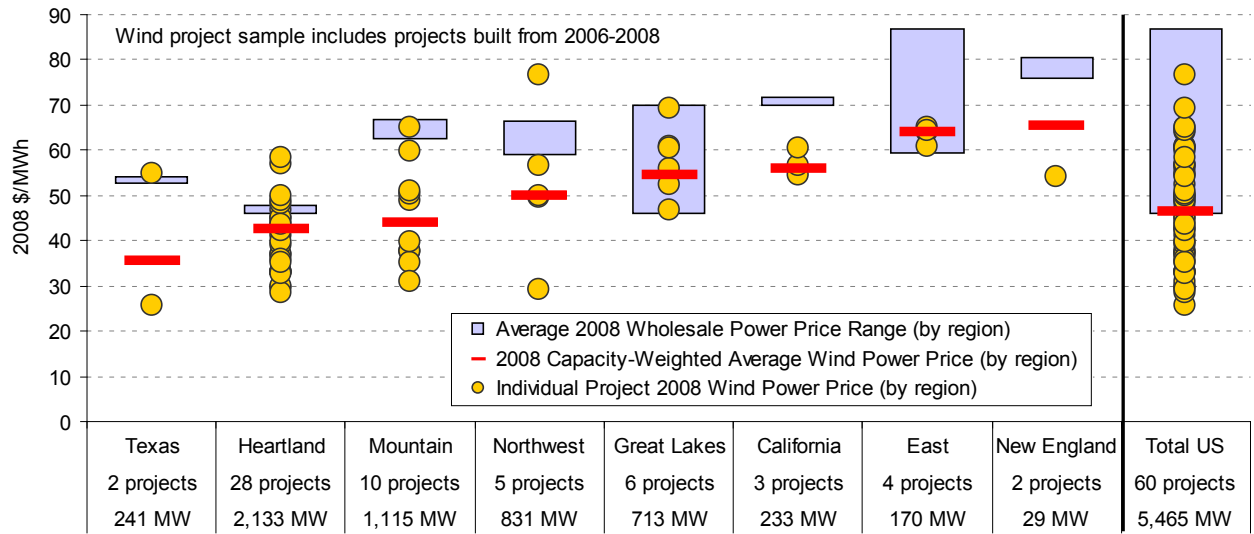 Wind project sample includes projects built from 2006-2008
2008 $/MWh
90
80
70
60
50
40
30
20
10
0
Average 2008 Wholesale Power Price Range (by region)
2008 Capacity-Weighted Average Wind Power Price (by region)
Individual Project 2008 Wind Power Price (by region)
Texas Heartland Mountain Northwest Great Lakes California East New England Total US
2 projects 28 projects 10 projects 5 projects 6 projects 3 projects 4 projects 2 projects 60 projects
241 MW 2,133 MW 1,115 MW 831 MW 713 MW 233 MW 170 MW 29 MW 5,465 MW